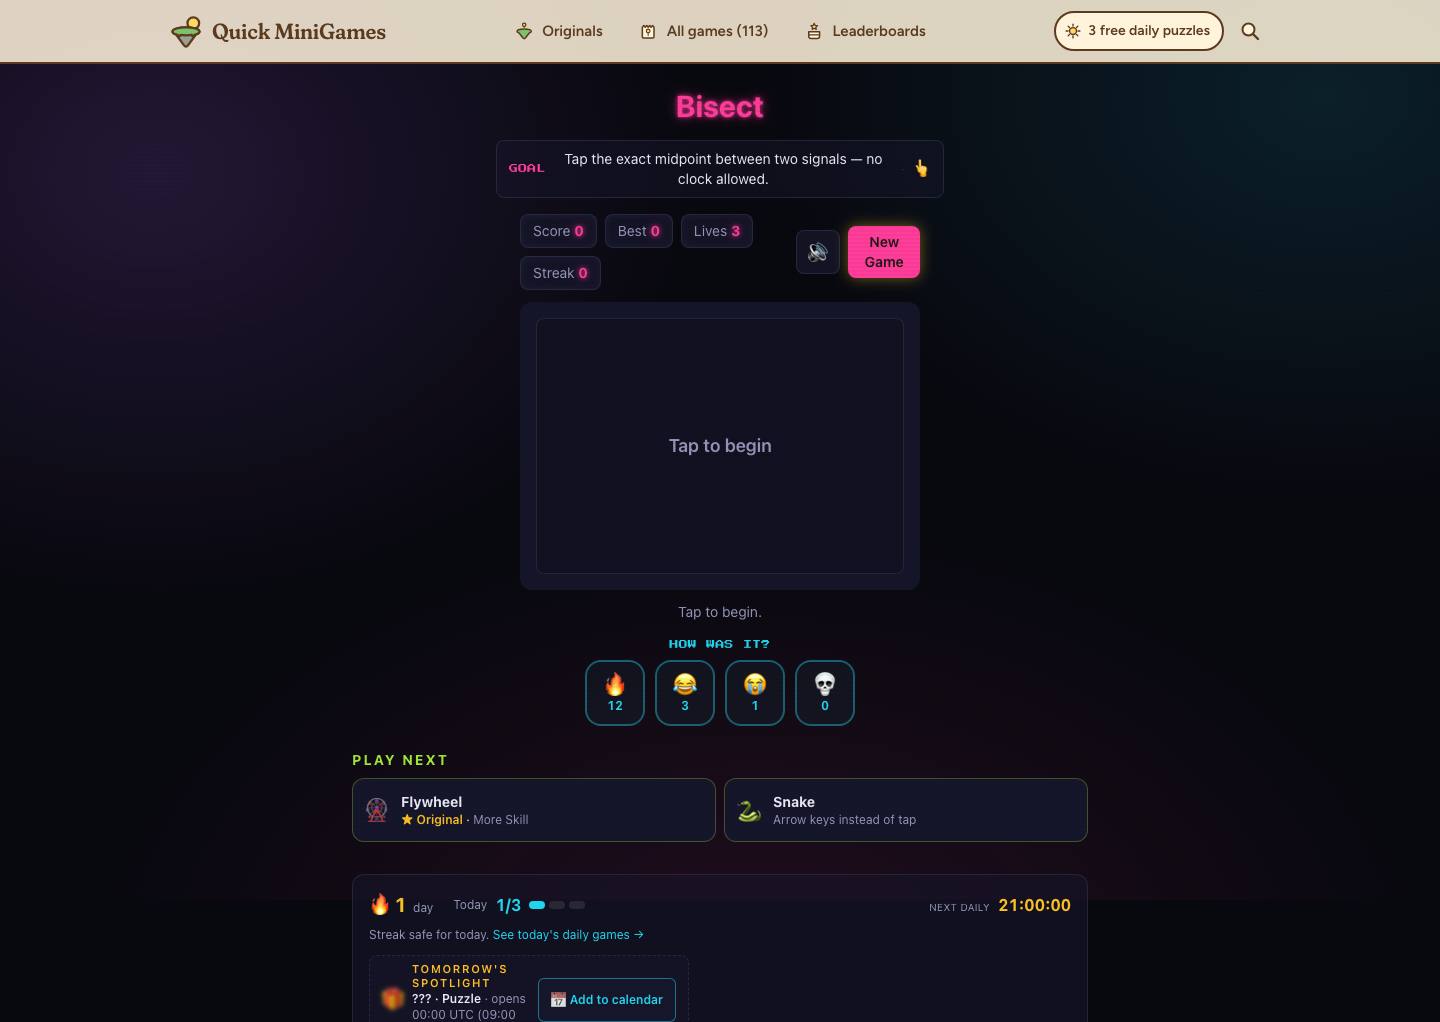 Quick MiniGames
Originals
All games (113)
Leaderboards
3 free daily puzzles
Bisect
GOAL
Tap the exact midpoint between two signals — no
clock allowed.
Score 0
Best 0
Lives 3
Streak 0
New
Game
Tap to begin
Tap to begin.
HOW WAS IT?
12
3
1
0
PLAY NEXT
Flywheel
Original · More Skill
Snake
Arrow keys instead of tap
1 day
Today 1/3
NEXT DAILY 21:00:00
Streak safe for today. See today's daily games →
TOMORROW'S
SPOTLIGHT
??? · Puzzle · opens
00:00 UTC (09:00
Add to calendar